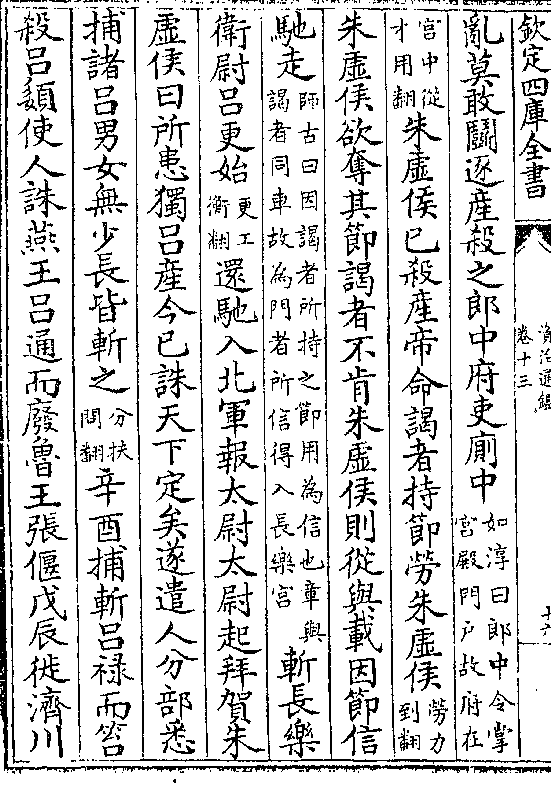 欽定四庫全書
資治通鑑
卷十三
十六
亂莫敢鬭逐産殺之郎中府吏廁中如淳曰郎中令掌宫殿門户故府在
宫中從才用翻朱虛侯已殺産帝命謁者持節勞朱虛侯勞力到翻
朱虛侯欲奪其節謁者不肯朱虛侯則從與載因節信
馳走師古曰因謁者所持之節用為信也章與謁者同車故為門者所信得入長樂宫斬長樂
衛尉吕更始更工衡翻還馳入北軍報太尉太尉起拜賀朱
虛侯曰所患獨吕産今已誅天下定矣遂遣人分部悉
捕諸吕男女無少長皆斬之分扶問翻辛酉捕斬吕禄而笞
殺吕嬃使人誅燕王吕通而廢魯王張偃戊辰徙濟川